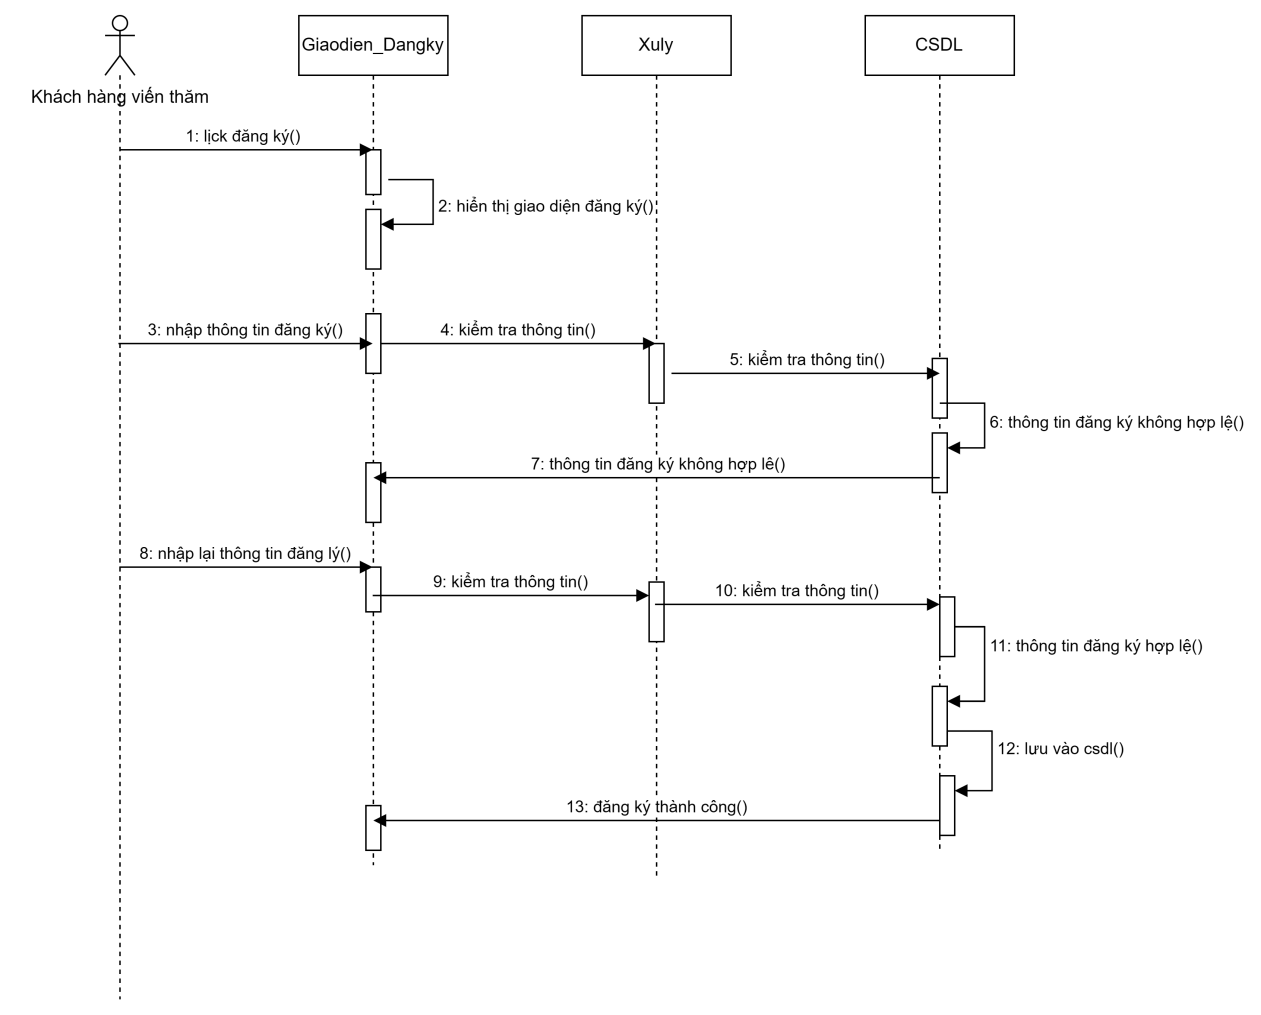 Giaodien_Dangky
Xuly
CSDL
Khách hàng viến thăm
1: lịck đăng ký()
2: hiển thị giao diện đăng ký()
3: nhập thông tin đăng ký()
4: kiểm tra thông tin()
5: kiểm tra thông tin()
6: thông tin đăng ký không hợp lệ()
7: thông tin đăng ký không hợp lê()
8: nhập lại thông tin đăng lý()
9: kiểm tra thông tin()
10: kiểm tra thông tin()
11: thông tin đăng ký hợp lệ()
12: lưu vào csdl()
13: đăng ký thành công()